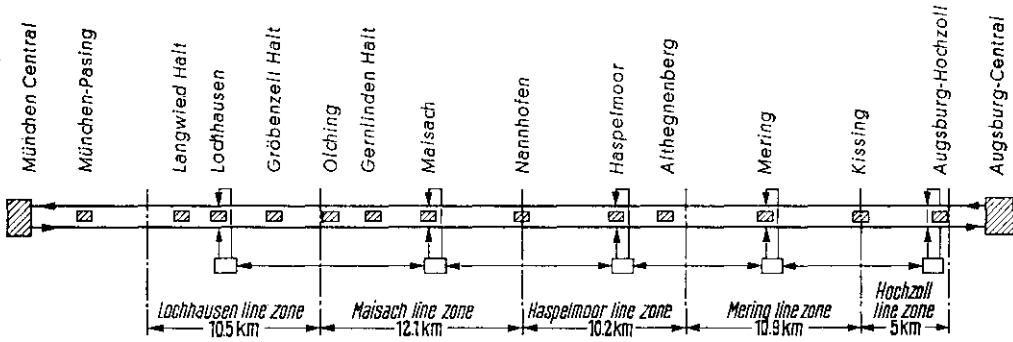 München Central
München-Pasing
Langwied Halt
Lochhausen
Gröbenzell Halt
Olching
Gernlinden Halt
Maisach
Nannhofen
Haspelmoor
Althegnenberg
Mering
Kissing
Augsburg-Hochzoll
Augsburg-Central
Lochhausen line zone
10.5 km
Maisach line zone
12.1 km
Haspelmoor line zone
10.2 km
Mering line zone
10.9 km
Hochzoll
line zone
5 km